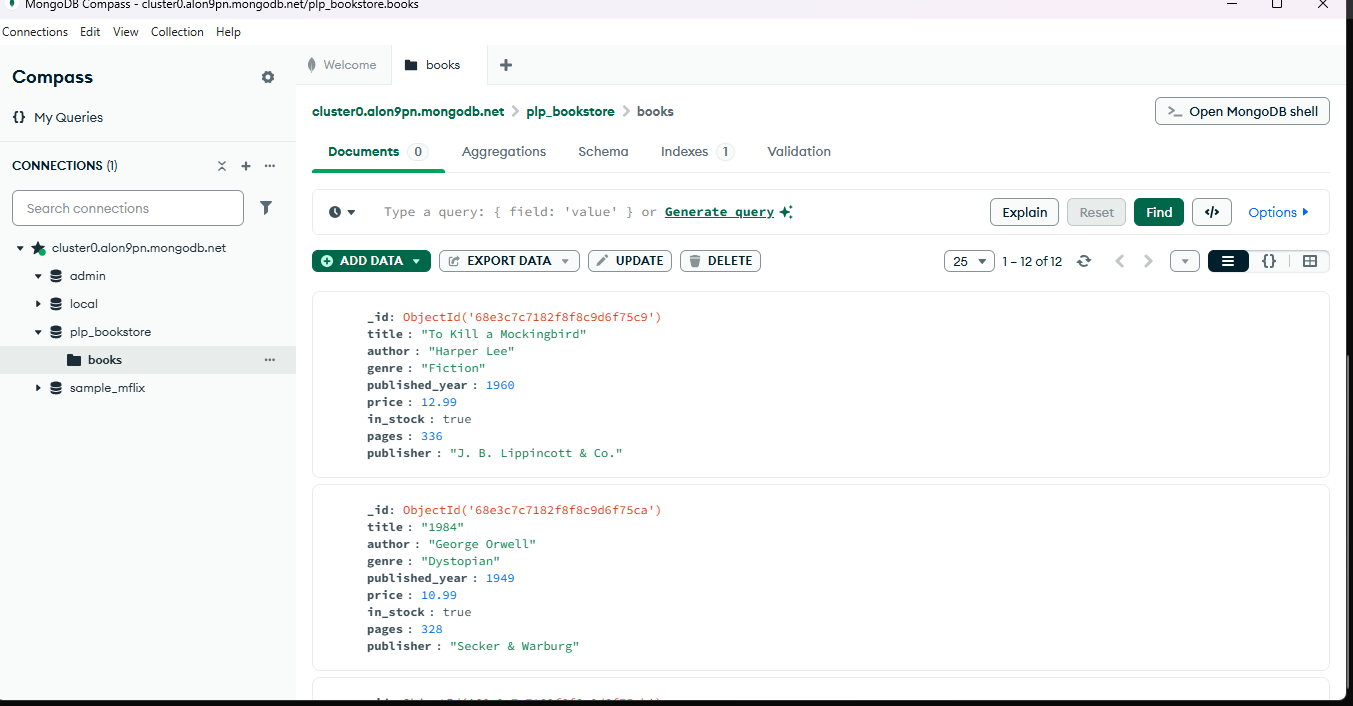 MongoDB Compass - cluster0.alon9pn.mongodb.net/plp_bookstore.books
Connections Edit View Collection Help
Compass
My Queries
CONNECTIONS (1)
Search connections
cluster0.alon9pn.mongodb.net
admin
local
plp_bookstore
books
sample_mflix
Welcome books
cluster0.alon9pn.mongodb.net > plp_bookstore > books
>_ Open MongoDB shell
Documents 0 Aggregations Schema Indexes 1 Validation
Type a query: { field: 'value' } or Generate query
Explain Reset Find </> Options
ADD DATA EXPORT DATA UPDATE DELETE
25 1 – 12 of 12 {}
_id: ObjectId('68e3c7c7182f8f8c9d6f75c9')
title : "To Kill a Mockingbird"
author : "Harper Lee"
genre : "Fiction"
published_year : 1960
price : 12.99
in_stock : true
pages : 336
publisher : "J. B. Lippincott & Co."
_id: ObjectId('68e3c7c7182f8f8c9d6f75ca')
title : "1984"
author : "George Orwell"
genre : "Dystopian"
published_year : 1949
price : 10.99
in_stock : true
pages : 328
publisher : "Secker & Warburg"